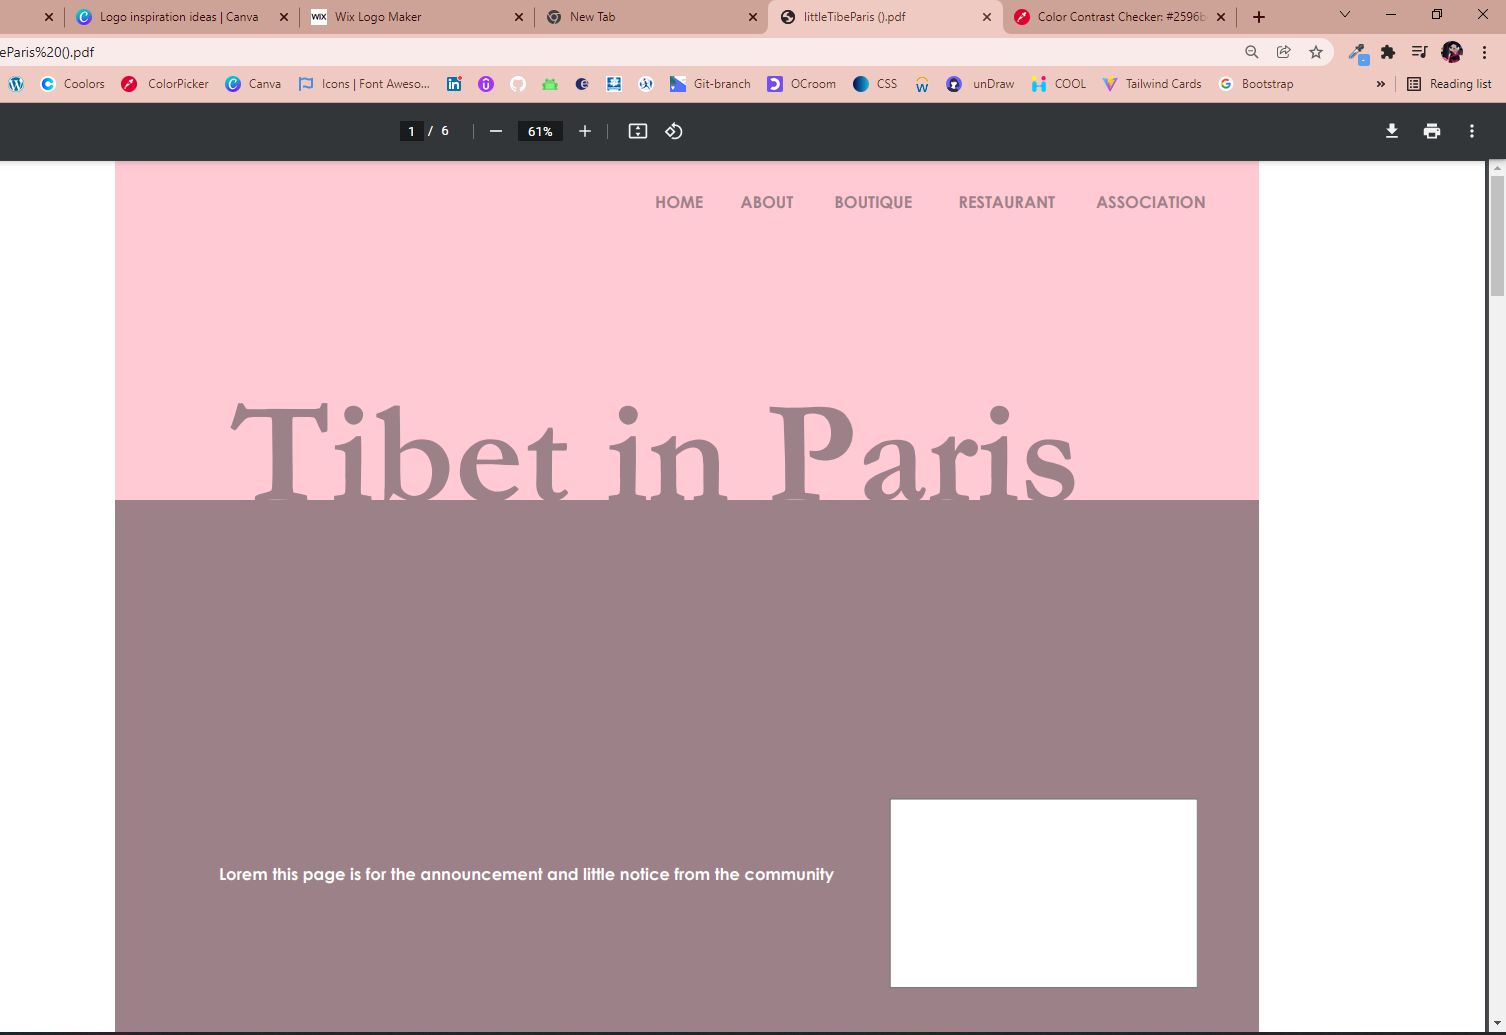 Logo inspiration ideas | Canva
WIX Wix Logo Maker
New Tab
littleTibeParis ().pdf
Color Contrast Checker: #2596b
eParis%20().pdf
Coolors
ColorPicker
Canva
Icons | Font Aweso...
Git-branch
OCroom
CSS
unDraw
COOL
Tailwind Cards
Bootstrap
»
Reading list
1 / 6
61%
HOME ABOUT BOUTIQUE RESTAURANT ASSOCIATION
Tibet in Paris
Lorem this page is for the announcement and little notice from the community